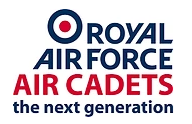 ROYAL
AIR FORCE
AIR CADETS
the next generation